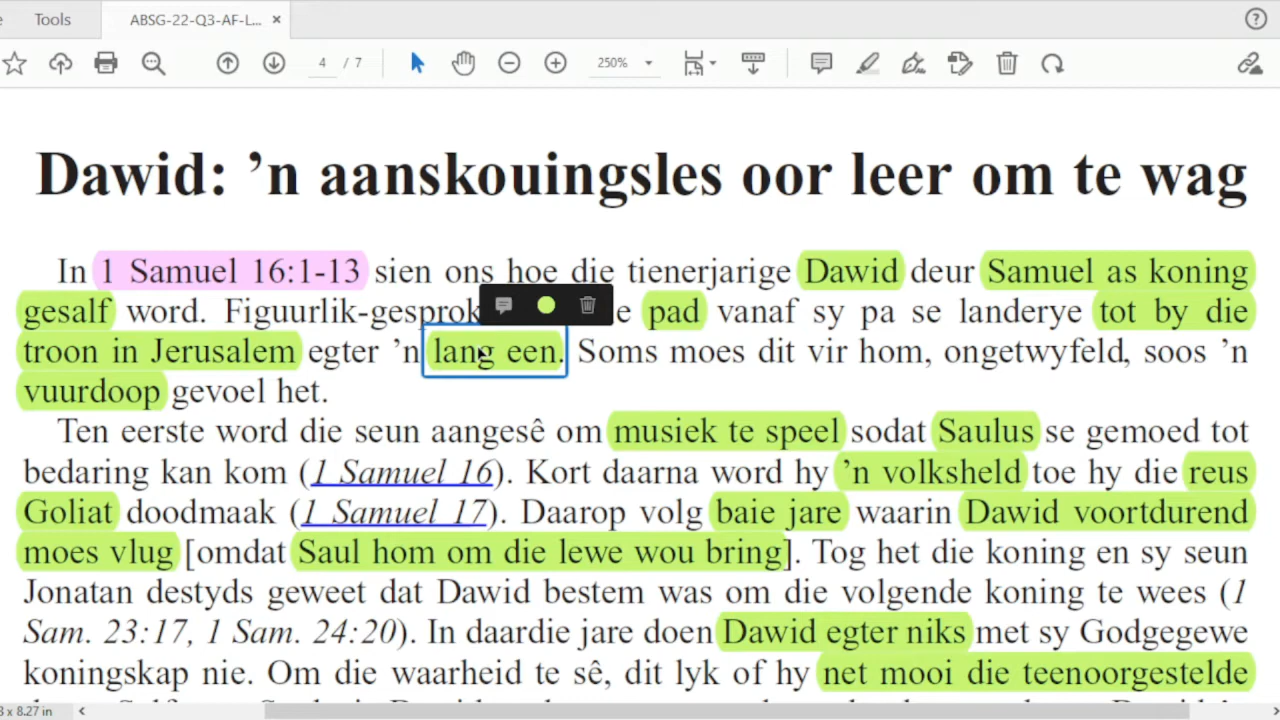 Tools
ABSG-22-Q3-AF-L... ×
4 / 7
250%
Dawid: ’n aanskouingsles oor leer om te wag
In 1 Samuel 16:1-13 sien ons hoe die tienerjarige Dawid deur Samuel as koning
gesalf word. Figuurlik-gesprok e pad vanaf sy pa se landerye tot by die
troon in Jerusalem egter ’n lang een. Soms moes dit vir hom, ongetwyfeld, soos ’n
vuurdoop gevoel het.
Ten eerste word die seun aangesê om musiek te speel sodat Saulus se gemoed tot
bedaring kan kom (1 Samuel 16). Kort daarna word hy ’n volksheld toe hy die reus
Goliat doodmaak (1 Samuel 17). Daarop volg baie jare waarin Dawid voortdurend
moes vlug [omdat Saul hom om die lewe wou bring]. Tog het die koning en sy seun
Jonatan destyds geweet dat Dawid bestem was om die volgende koning te wees (1
Sam. 23:17, 1 Sam. 24:20). In daardie jare doen Dawid egter niks met sy Godgegewe
koningskap nie. Om die waarheid te sê, dit lyk of hy net mooi die teenoorgestelde
x 8.27 in